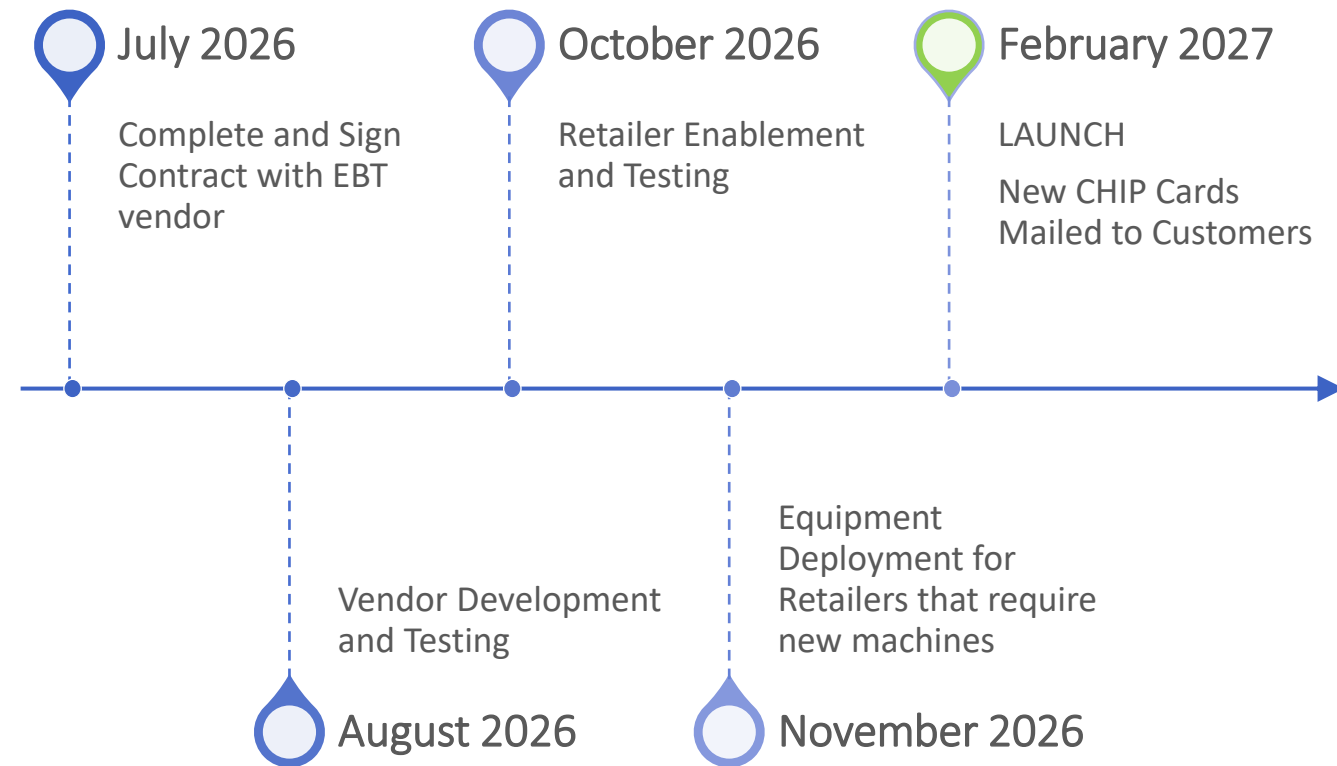 July 2026
Complete and Sign
Contract with EBT
vendor
October 2026
Retailer Enablement
and Testing
February 2027
LAUNCH
New CHIP Cards
Mailed to Customers
Vendor Development
and Testing
August 2026
Equipment
Deployment for
Retailers that require
new machines
November 2026